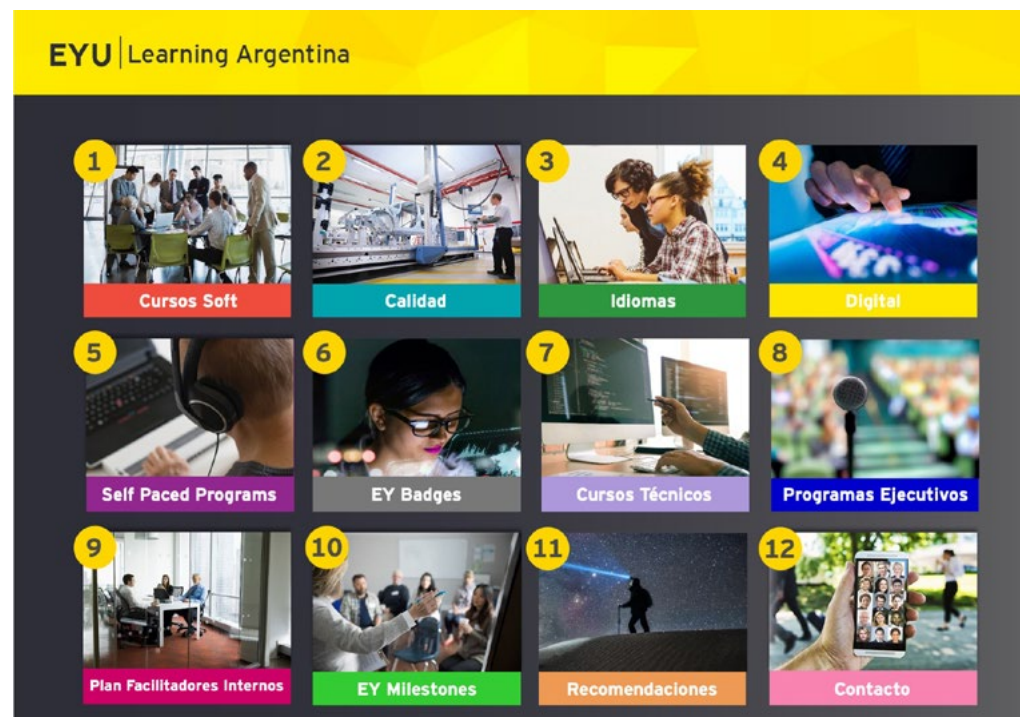 EYU | Learning Argentina
1
2
3
4
Cursos Soft
Calidad
Idiomas
Digital
5
6
7
8
Self Paced Programs
EY Badges
Cursos Técnicos
Programas Ejecutivos
9
10
11
12
Plan Facilitadores Internos
EY Milestones
Recomendaciones
Contacto